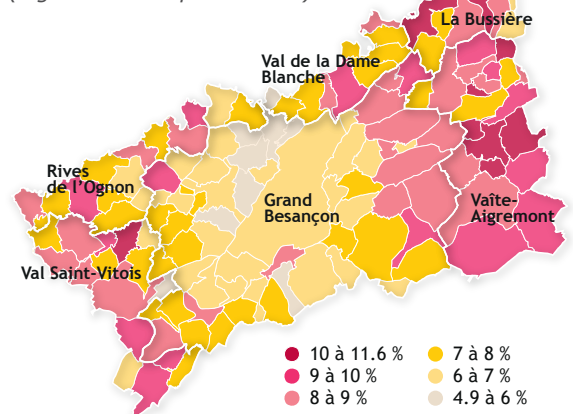 La Bussière
Val de la Dame
Blanche
Rives
de l'Ognon
Grand
Besançon
Vaîte-
Aigremont
Val Saint-Vitois
10 à 11.6 %
9 à 10 %
8 à 9 %
7 à 8 %
6 à 7 %
4.9 à 6 %